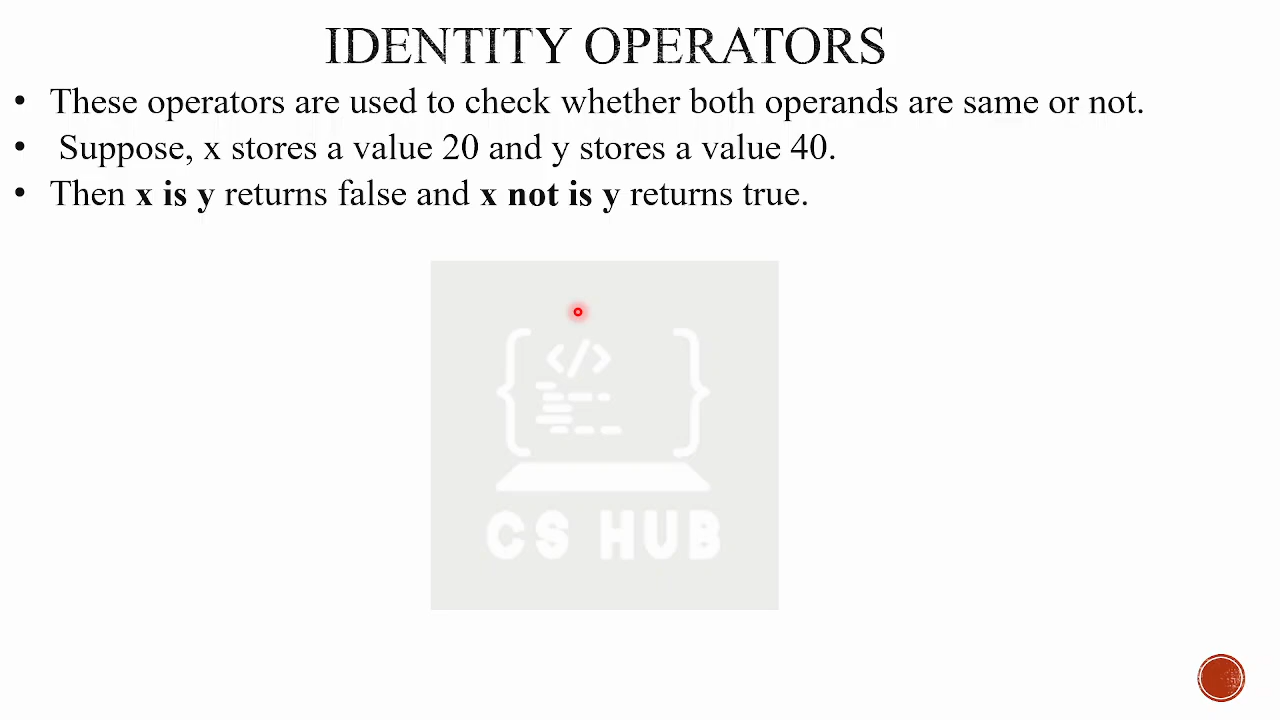 IDENTITY OPERATORS
• These operators are used to check whether both operands are same or not.
• Suppose, x stores a value 20 and y stores a value 40.
• Then x is y returns false and x not is y returns true.
</>
CS HUB